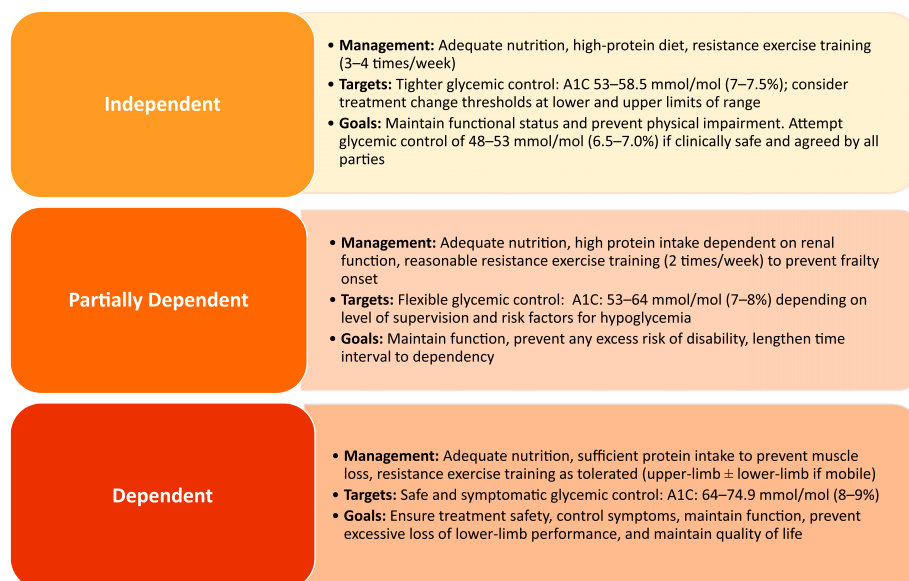 Independent
• Management: Adequate nutrition, high-protein diet, resistance exercise training
(3–4 times/week)
• Targets: Tighter glycemic control: A1C 53–58.5 mmol/mol (7–7.5%); consider
treatment change thresholds at lower and upper limits of range
• Goals: Maintain functional status and prevent physical impairment. Attempt
glycemic control of 48–53 mmol/mol (6.5–7.0%) if clinically safe and agreed by all
parties
Partially Dependent
• Management: Adequate nutrition, high protein intake dependent on renal
function, reasonable resistance exercise training (2 times/week) to prevent frailty
onset
• Targets: Flexible glycemic control:  A1C: 53–64 mmol/mol (7–8%) depending on
level of supervision and risk factors for hypoglycemia
• Goals: Maintain function, prevent any excess risk of disability, lengthen time
interval to dependency
Dependent
• Management: Adequate nutrition, sufficient protein intake to prevent muscle
loss, resistance exercise training as tolerated (upper-limb ± lower-limb if mobile)
• Targets: Safe and symptomatic glycemic control: A1C: 64–74.9 mmol/mol (8–9%)
• Goals: Ensure treatment safety, control symptoms, maintain function, prevent
excessive loss of lower-limb performance, and maintain quality of life